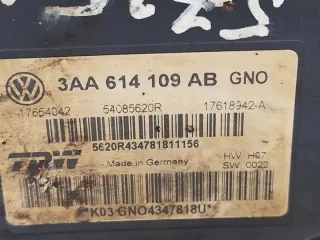 3AA 614 109 AB GNO
17654042 54085620R 17618942-A
5620R434781811156
TRW Made in Germany HW H07
SW 0022
K03 GNO4347818U*